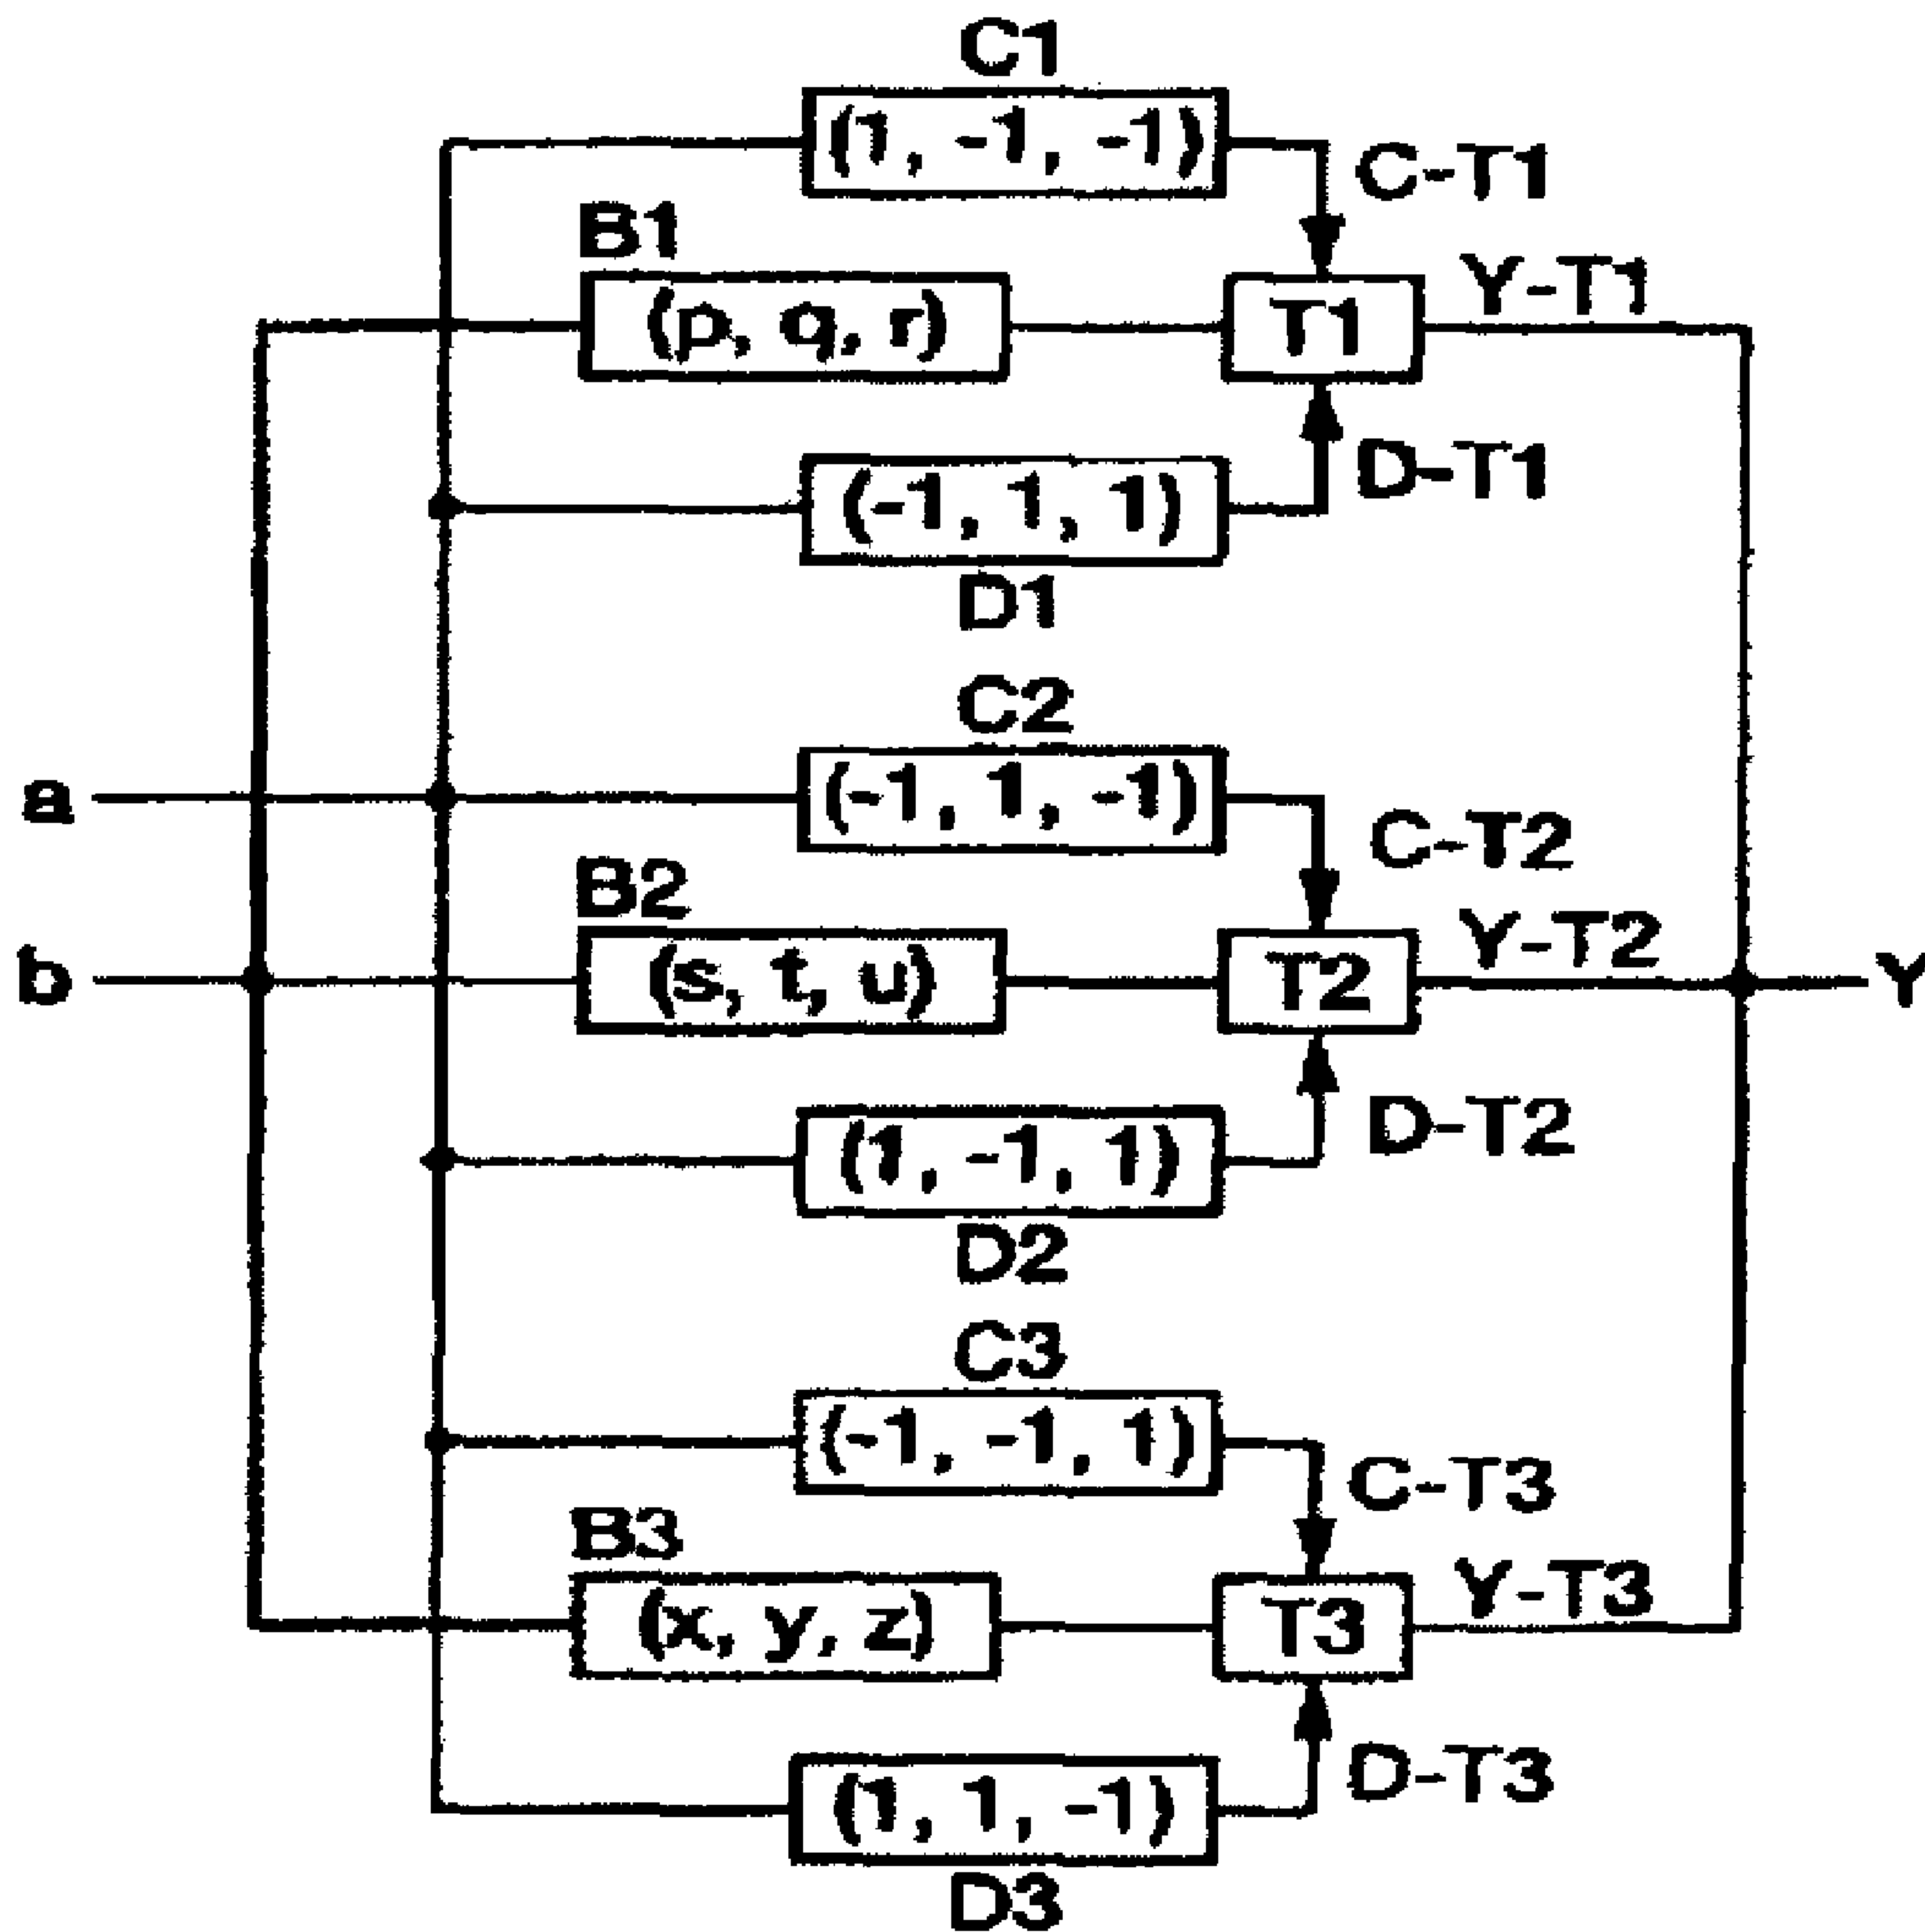 C1
(1, -1, -1)
C-T1
B1
(p, q, r)
T1
Y-T1
D-T1
(-1, 1, 1)
D1
C2
a
(-1, 1, -1)
C-T2
B2
b
(s, t, u)
T2
Y-T2
Y
D-T2
(1, -1, 1)
D2
C3
(-1, -1, 1)
C-T3
B3
(x, y, z)
T3
Y-T3
D-T3
(1, 1, -1)
D3